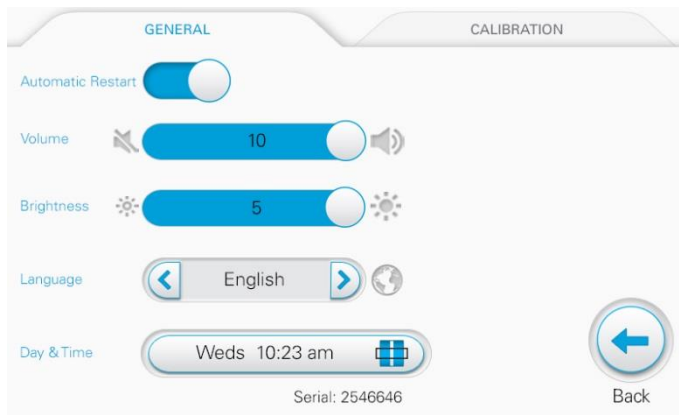 GENERAL CALIBRATION
Automatic Restart
Volume 10
Brightness 5
Language English
Day & Time Weds 10:23 am
Serial: 2546646
Back